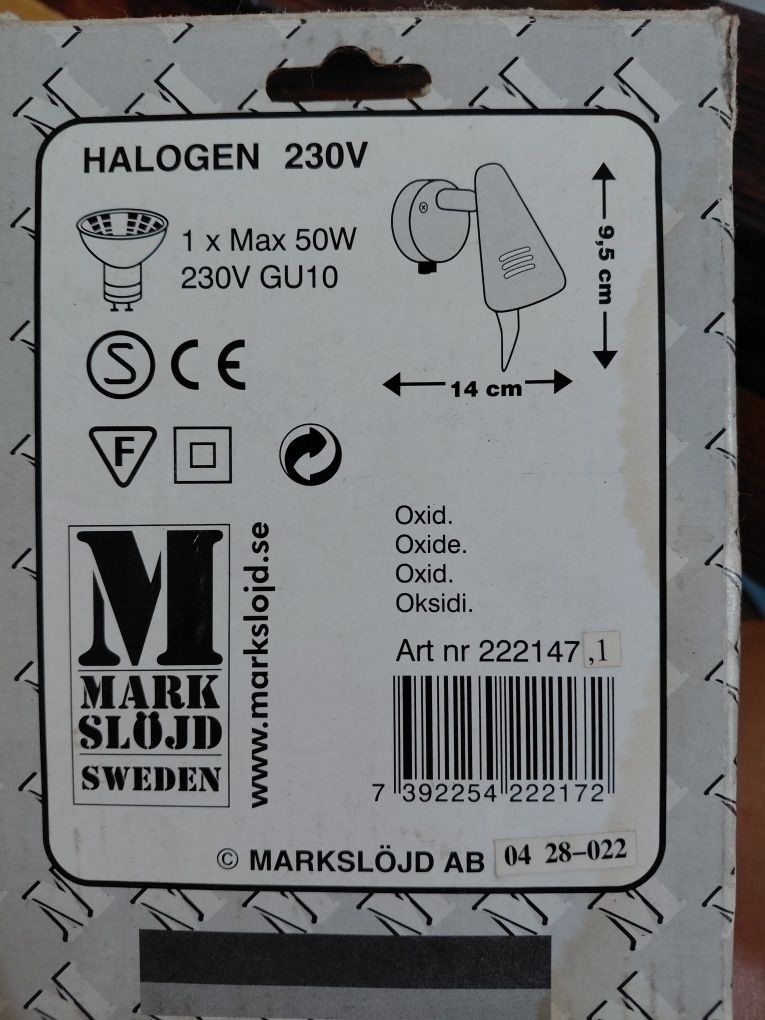 HALOGEN 230V
1 x Max 50W
230V GU10
9,5 cm
14 cm
S CE
F
Oxid.
Oxide.
Oxid.
Oksidi.
Art nr 222147 ,1
M
MARK
SLÖJD
SWEDEN
www.markslojd.se
7 392254 222172
© MARKSLÖJD AB 04 28-022